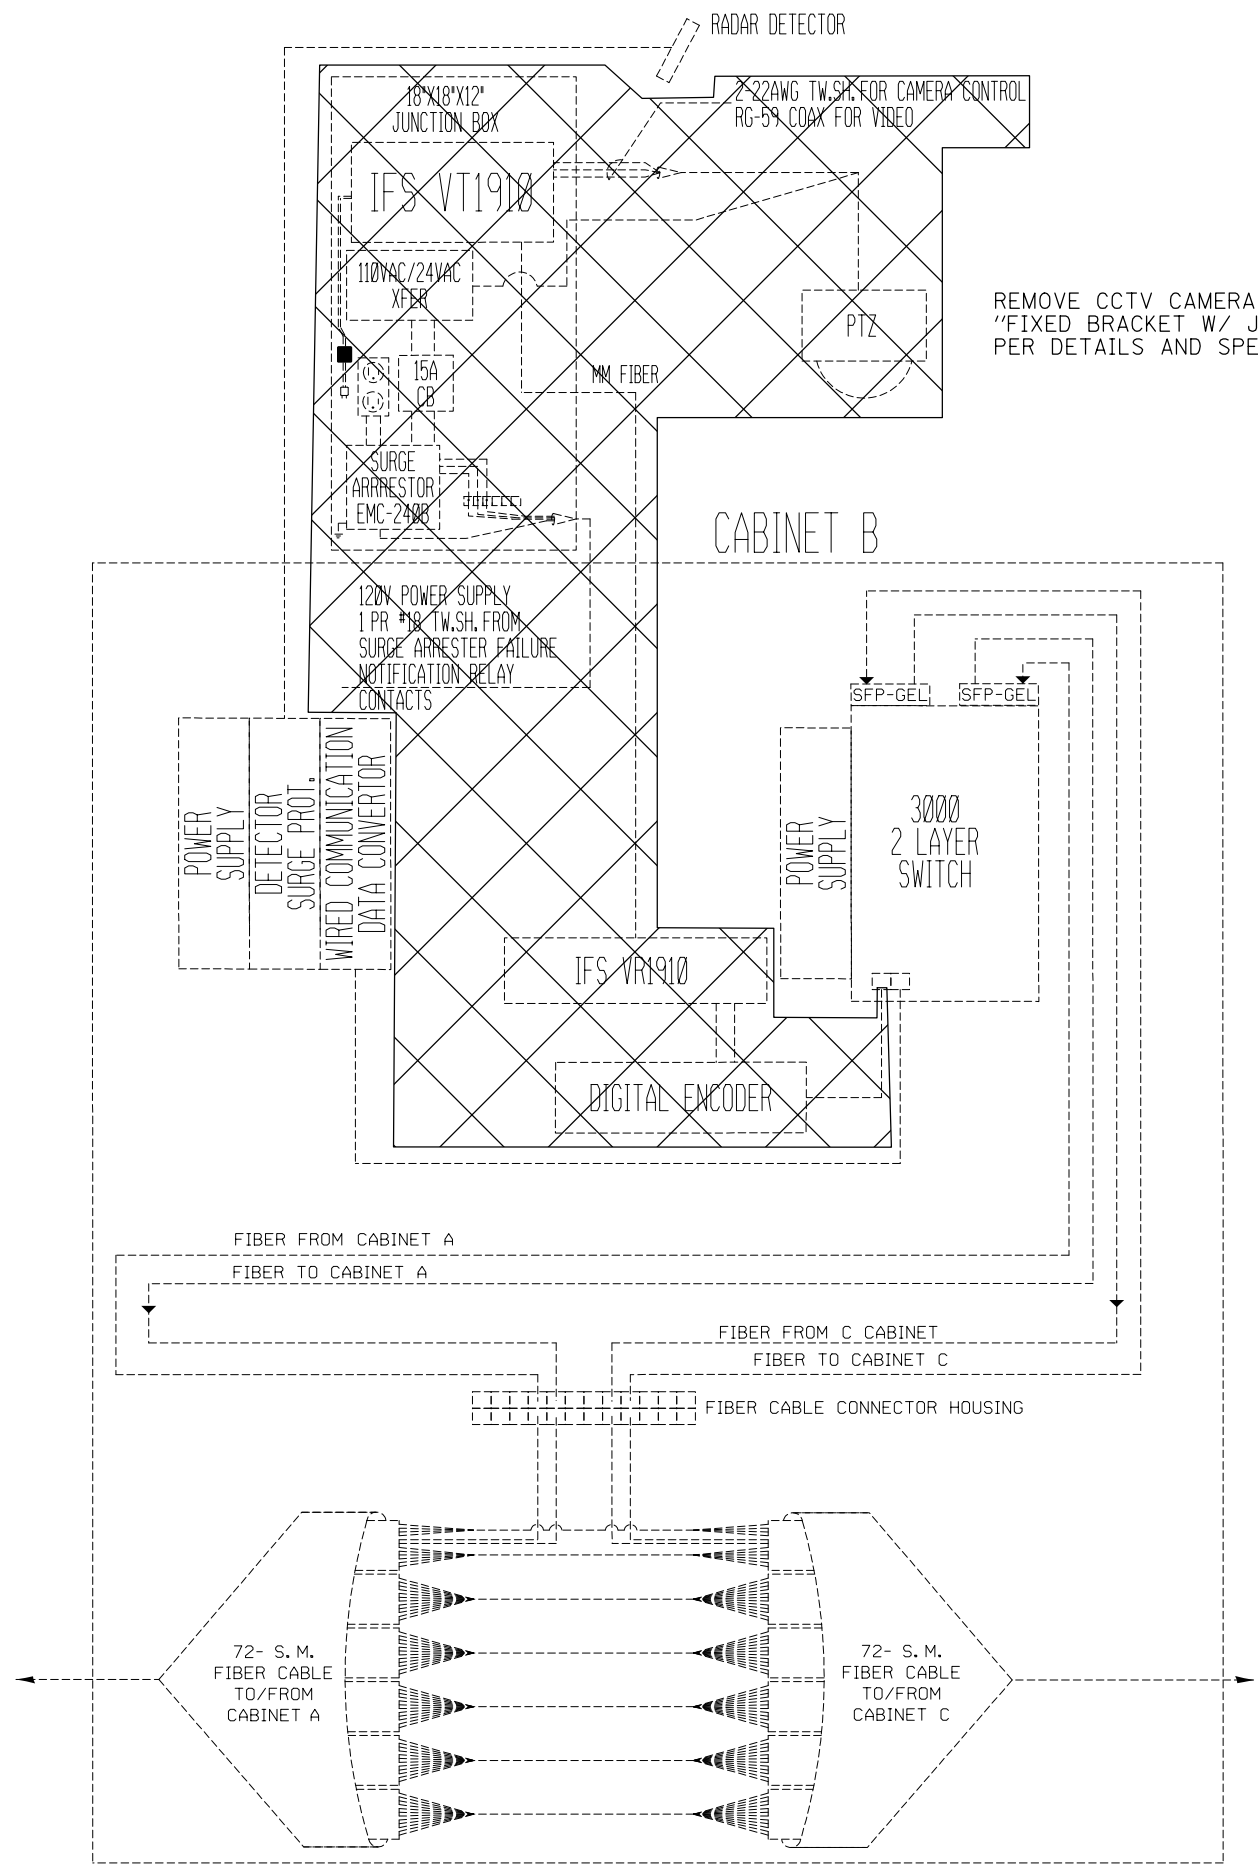 RADAR DETECTOR
2-22AWG TW.SH. FOR CAMERA CONTROL
RG-59 COAX FOR VIDEO
18"X18"X12"
JUNCTION BOX
IFS VT1910
110VAC/24VAC
XFER
PTZ
REMOVE CCTV CAMERA
"FIXED BRACKET W/ J
PER DETAILS AND SPE
15A
CB
MM FIBER
SURGE
ARRRESTOR
EMC-240B
CABINET B
120V POWER SUPPLY
1 PR #18 TW.SH. FROM
SURGE ARRESTER FAILURE
NOTIFICATION RELAY
CONTACTS
SFP-GEL
SFP-GEL
POWER
SUPPLY
DETECTOR
SURGE PROT.
WIRED COMMUNICATION
DATA CONVERTOR
POWER
SUPPLY
3000
2 LAYER
SWITCH
IFS VR1910
DIGITAL ENCODER
FIBER FROM CABINET A
FIBER TO CABINET A
FIBER FROM C CABINET
FIBER TO CABINET C
FIBER CABLE CONNECTOR HOUSING
72- S.M.
FIBER CABLE
TO/FROM
CABINET A
72- S.M.
FIBER CABLE
TO/FROM
CABINET C